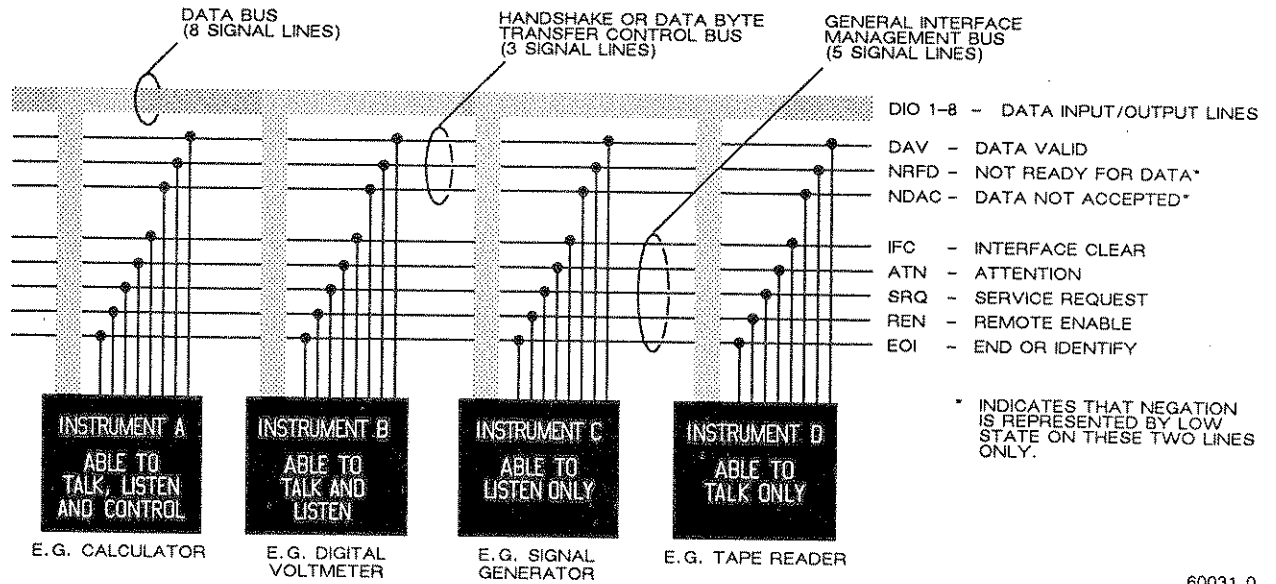 DATA BUS
(8 SIGNAL LINES)
HANDSHAKE OR DATA BYTE
TRANSFER CONTROL BUS
(3 SIGNAL LINES)
GENERAL INTERFACE
MANAGEMENT BUS
(5 SIGNAL LINES)
DIO 1-8 - DATA INPUT/OUTPUT LINES
DAV - DATA VALID
NRFD - NOT READY FOR DATA*
NDAC - DATA NOT ACCEPTED*
IFC - INTERFACE CLEAR
ATN - ATTENTION
SRQ - SERVICE REQUEST
REN - REMOTE ENABLE
EOI - END OR IDENTIFY
* INDICATES THAT NEGATION
IS REPRESENTED BY LOW
STATE ON THESE TWO LINES
ONLY.
INSTRUMENT A
ABLE TO
TALK, LISTEN
AND CONTROL
E.G. CALCULATOR
INSTRUMENT B
ABLE TO
TALK AND
LISTEN
E.G. DIGITAL
VOLTMETER
INSTRUMENT C
ABLE TO
LISTEN ONLY
E.G. SIGNAL
GENERATOR
INSTRUMENT D
ABLE TO
TALK ONLY
E.G. TAPE READER
60031_0